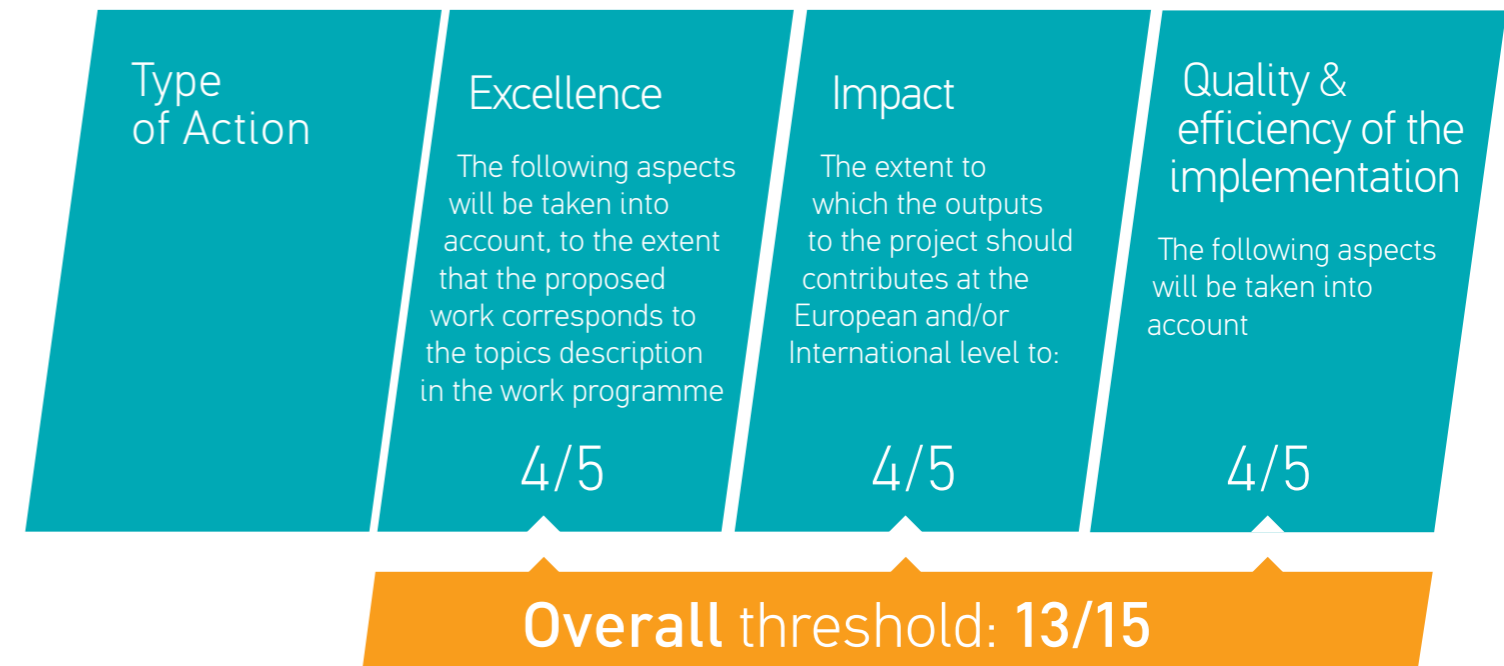 Type
of Action
Excellence
The following aspects
will be taken into
account, to the extent
that the proposed
work corresponds to
the topics description
in the work programme
4/5
Impact
The extent to
which the outputs
to the project should
contributes at the
European and/or
International level to:
4/5
Quality &
efficiency of the
implementation
The following aspects
will be taken into
account
4/5
Overall threshold: 13/15